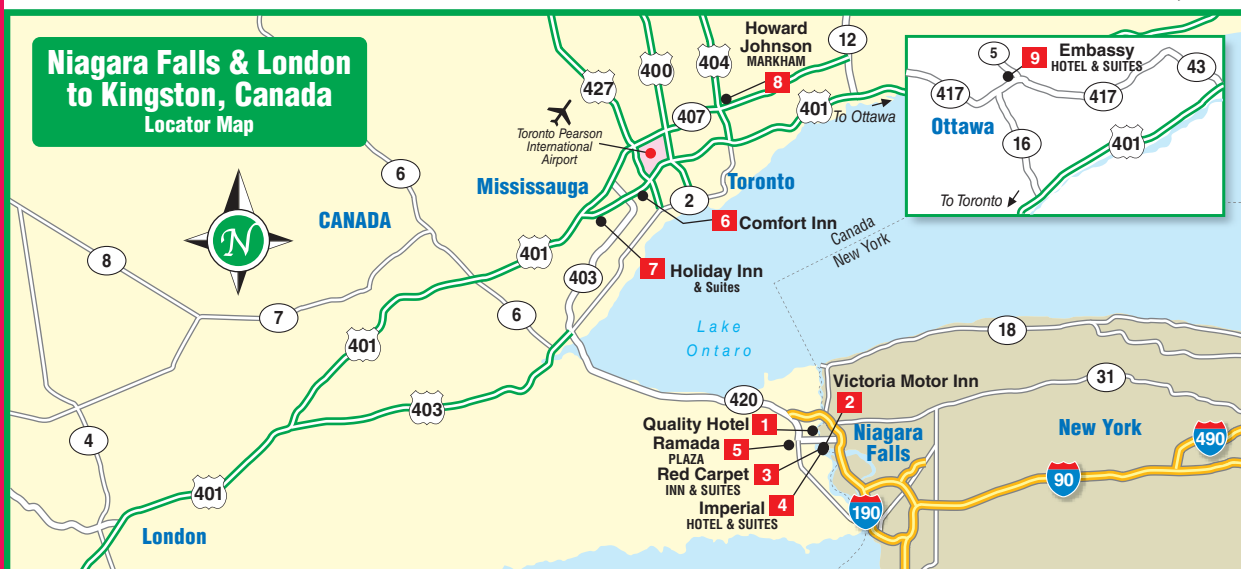 Niagara Falls & London
to Kingston, Canada
Locator Map
N
427
400
404
Howard
Johnson
MARKHAM
8
12
407
401
To Ottawa
Toronto Pearson
International
Airport
Mississauga
Toronto
2
6
Comfort Inn
7
Holiday Inn
& Suites
CANADA
6
8
7
401
403
6
401
403
4
401
London
Canada
New York
Lake
Ontaro
5
9
Embassy
HOTEL & SUITES
43
417
417
Ottawa
16
401
To Toronto
18
31
420
Victoria Motor Inn
2
Quality Hotel
1
Ramada
PLAZA
5
Red Carpet
INN & SUITES
3
Imperial
HOTEL & SUITES
4
Niagara
Falls
New York
490
90
190